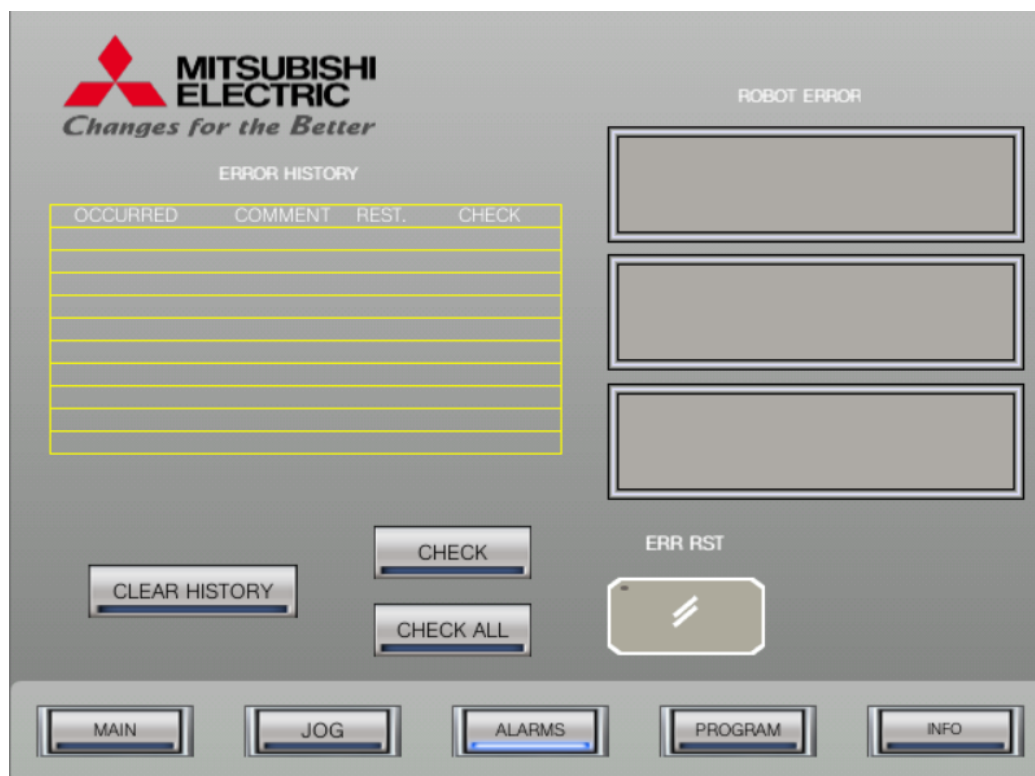 MITSUBISHI
ELECTRIC
Changes for the Better
ROBOT ERROR
ERROR HISTORY
OCCURRED COMMENT REST. CHECK
CHECK
ERR RST
CLEAR HISTORY
CHECK ALL
MAIN JOG ALARMS PROGRAM INFO